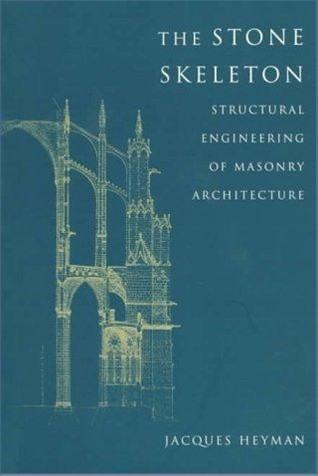 THE STONE
SKELETON
STRUCTURAL
ENGINEERING
OF MASONRY
ARCHITECTURE
JACQUES HEYMAN